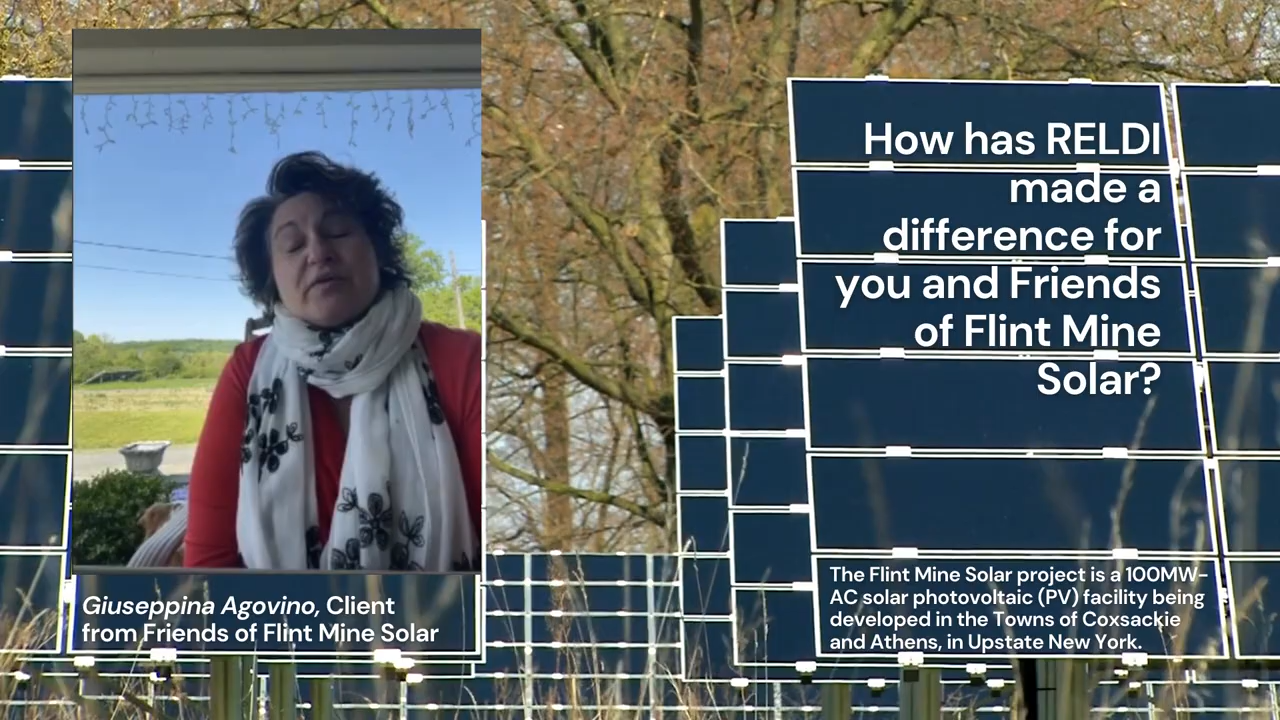 How has RELDI
made a
difference for
you and Friends
of Flint Mine
Solar?
Giuseppina Agovino, Client
from Friends of Flint Mine Solar
The Flint Mine Solar project is a 100MW-
AC solar photovoltaic (PV) facility being
developed in the Towns of Coxsackie
and Athens, in Upstate New York.